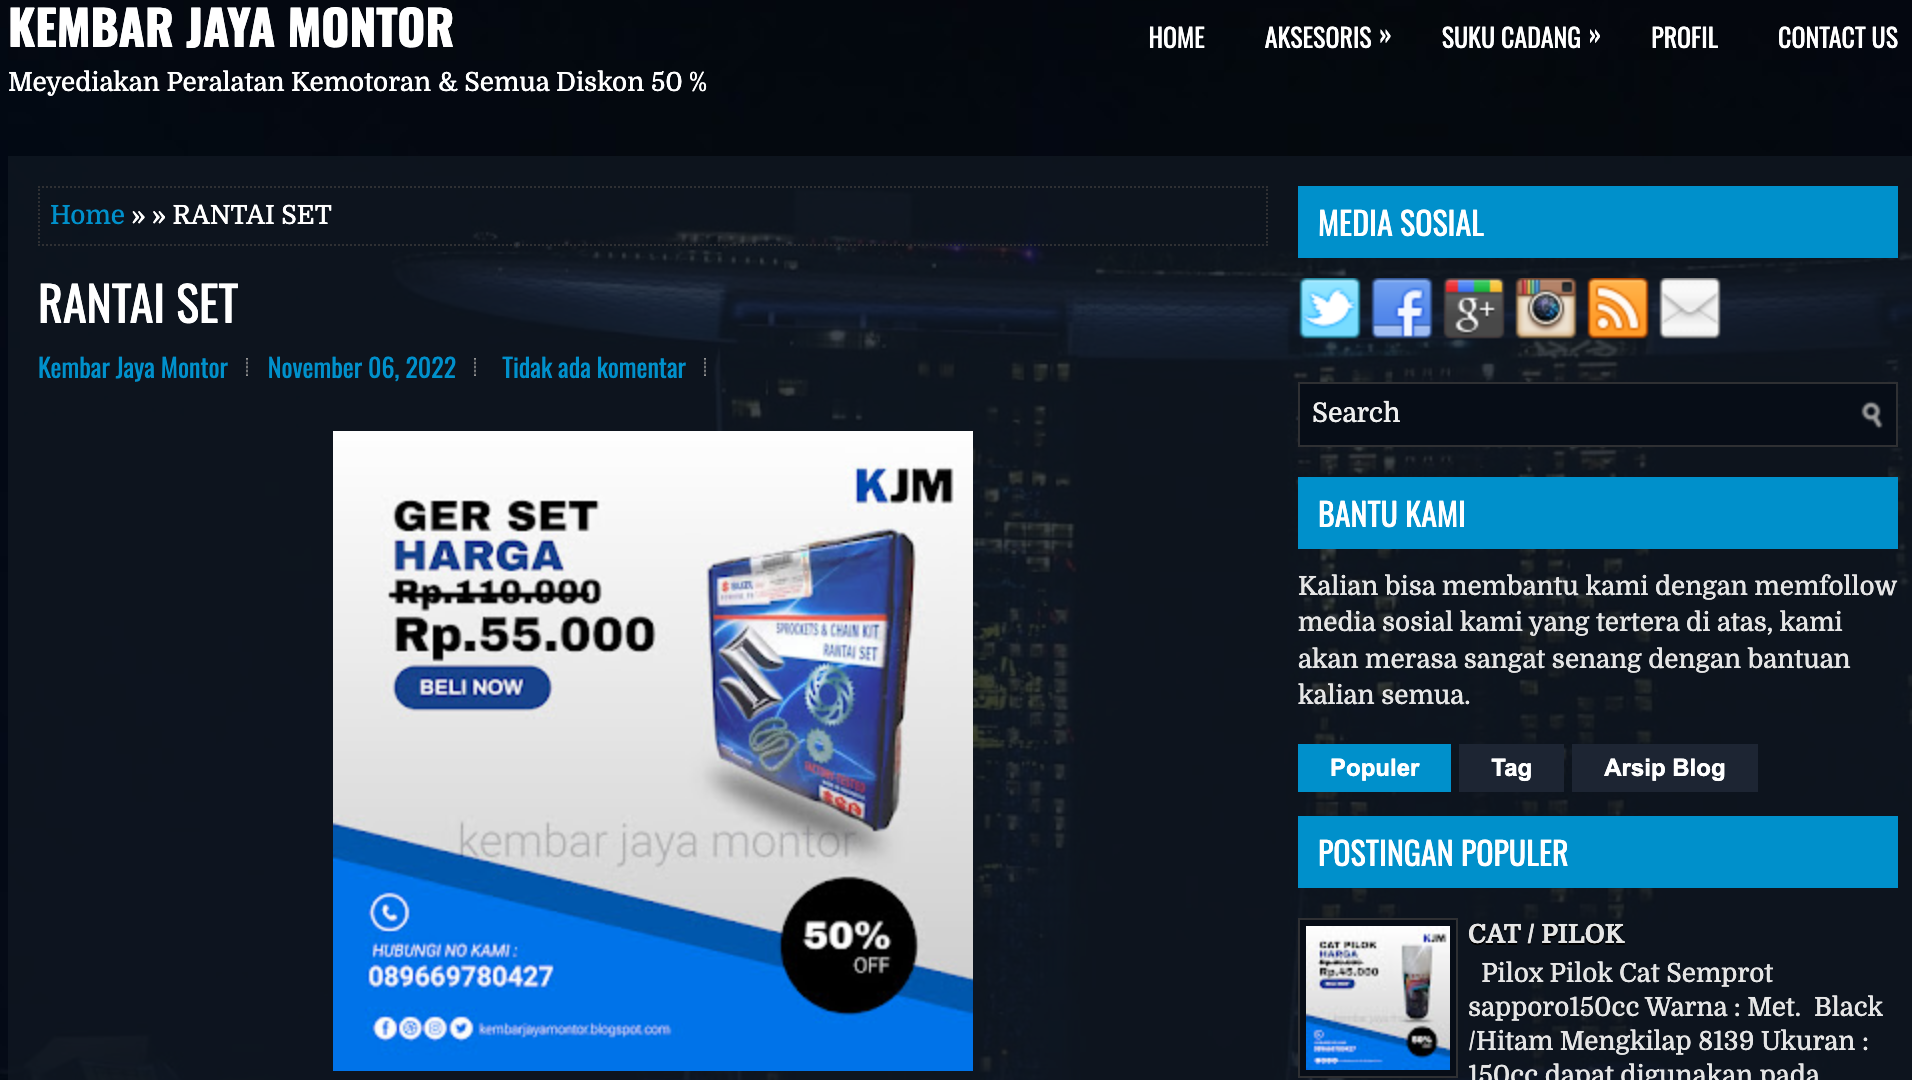 KEMBAR JAYA MONTOR
Meyediakan Peralatan Kemotoran & Semua Diskon 50 %
HOME
AKSESORIS »
SUKU CADANG »
PROFIL
CONTACT US
Home » » RANTAI SET
RANTAI SET
Kembar Jaya Montor
November 06, 2022
Tidak ada komentar
KJM
GER SET
HARGA
Rp.110.000
Rp.55.000
BELI NOW
SPROCKETS & CHAIN KIT
RANTAI SET
kembar jaya montor
HUBUNGI NO KAMI :
089669780427
50%
OFF
kembarjayamontor.blogspot.com
MEDIA SOSIAL
g+
Search
BANTU KAMI
Kalian bisa membantu kami dengan memfollow
media sosial kami yang tertera di atas, kami
akan merasa sangat senang dengan bantuan
kalian semua.
Populer
Tag
Arsip Blog
POSTINGAN POPULER
KJM
CAT PILOK
HARGA
Rp.45.000
50%
CAT / PILOK
Pilox Pilok Cat Semprot
sapporo150cc Warna : Met. Black
/Hitam Mengkilap 8139 Ukuran :
150cc dapat digunakan pada